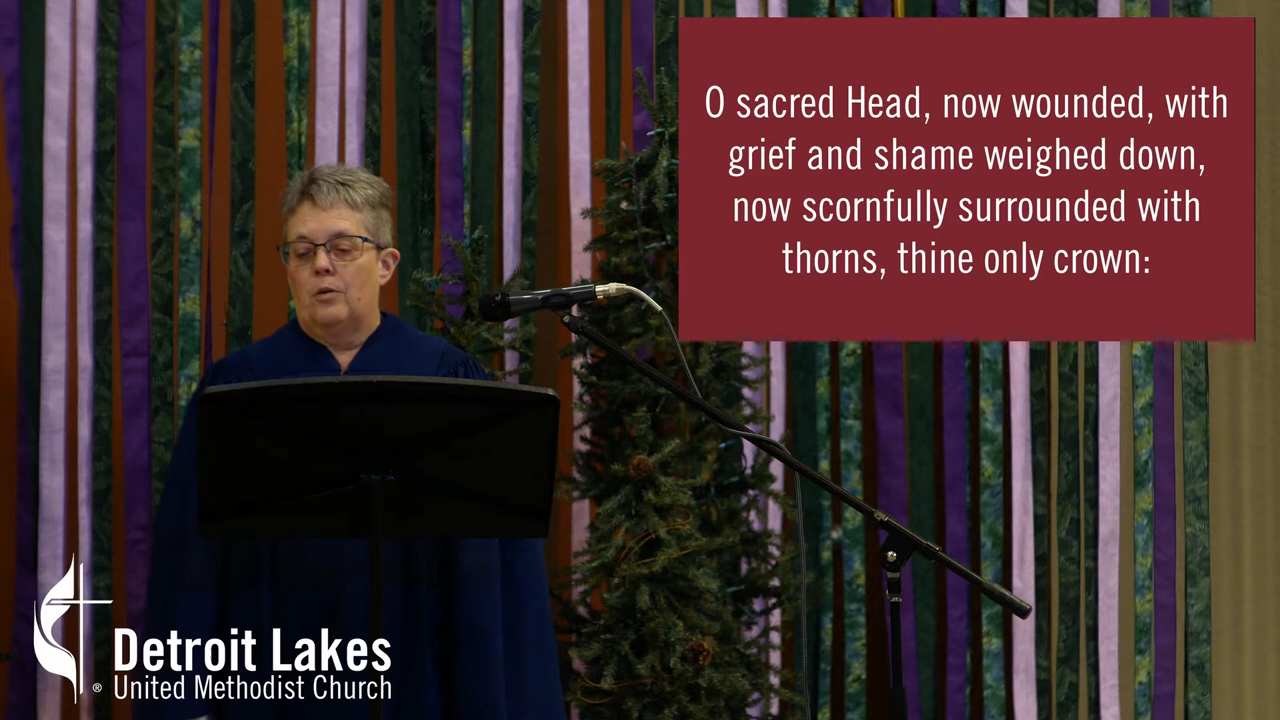 O sacred Head, now wounded, with
grief and shame weighed down,
now scornfully surrounded with
thorns, thine only crown:
Detroit Lakes
® United Methodist Church